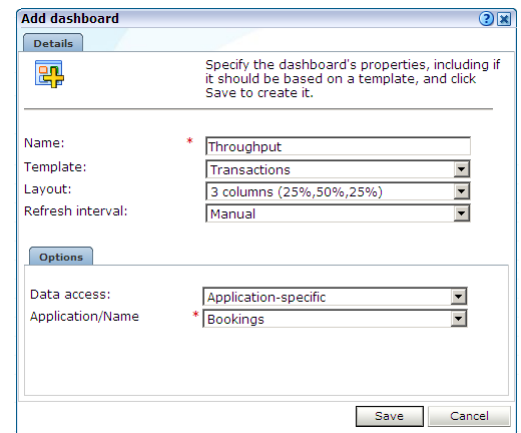 Add dashboard
Details
Specify the dashboard's properties, including if
it should be based on a template, and click
Save to create it.
Name: * Throughput
Template: Transactions
Layout: 3 columns (25%,50%,25%)
Refresh interval: Manual
Options
Data access: Application-specific
Application/Name * Bookings
Save Cancel